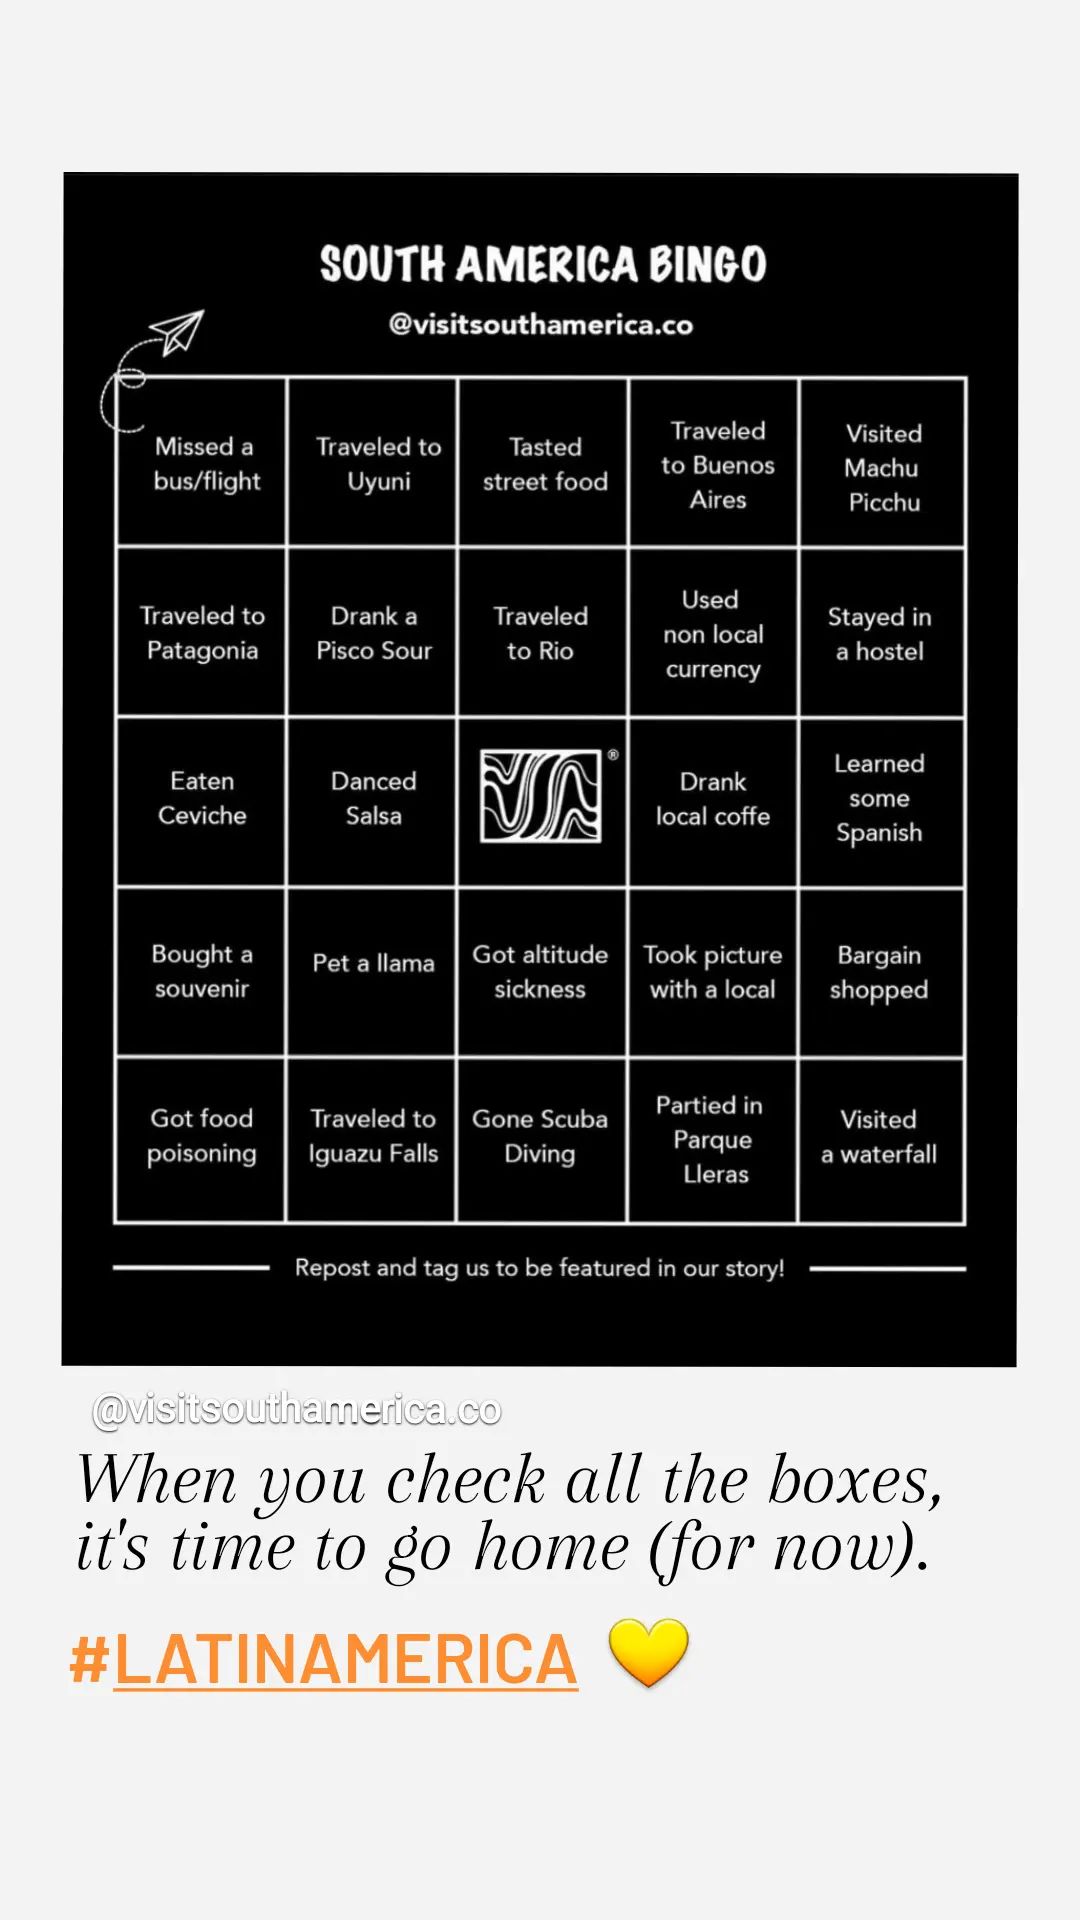 SOUTH AMERICA BINGO
@visitsouthamerica.co
Missed a
bus/flight
Traveled to
Uyuni
Tasted
street food
Traveled
to Buenos
Aires
Visited
Machu
Picchu
Traveled to
Patagonia
Drank a
Pisco Sour
Traveled
to Rio
Used
non local
currency
Stayed in
a hostel
Eaten
Ceviche
Danced
Salsa
VSA®
Drank
local coffe
Learned
some
Spanish
Bought a
souvenir
Pet a llama
Got altitude
sickness
Took picture
with a local
Bargain
shopped
Got food
poisoning
Traveled to
Iguazu Falls
Gone Scuba
Diving
Partied in
Parque
Lleras
Visited
a waterfall
Repost and tag us to be featured in our story!
@visitsouthamerica.co
When you check all the boxes,
it's time to go home (for now).
#LATINAMERICA 💛